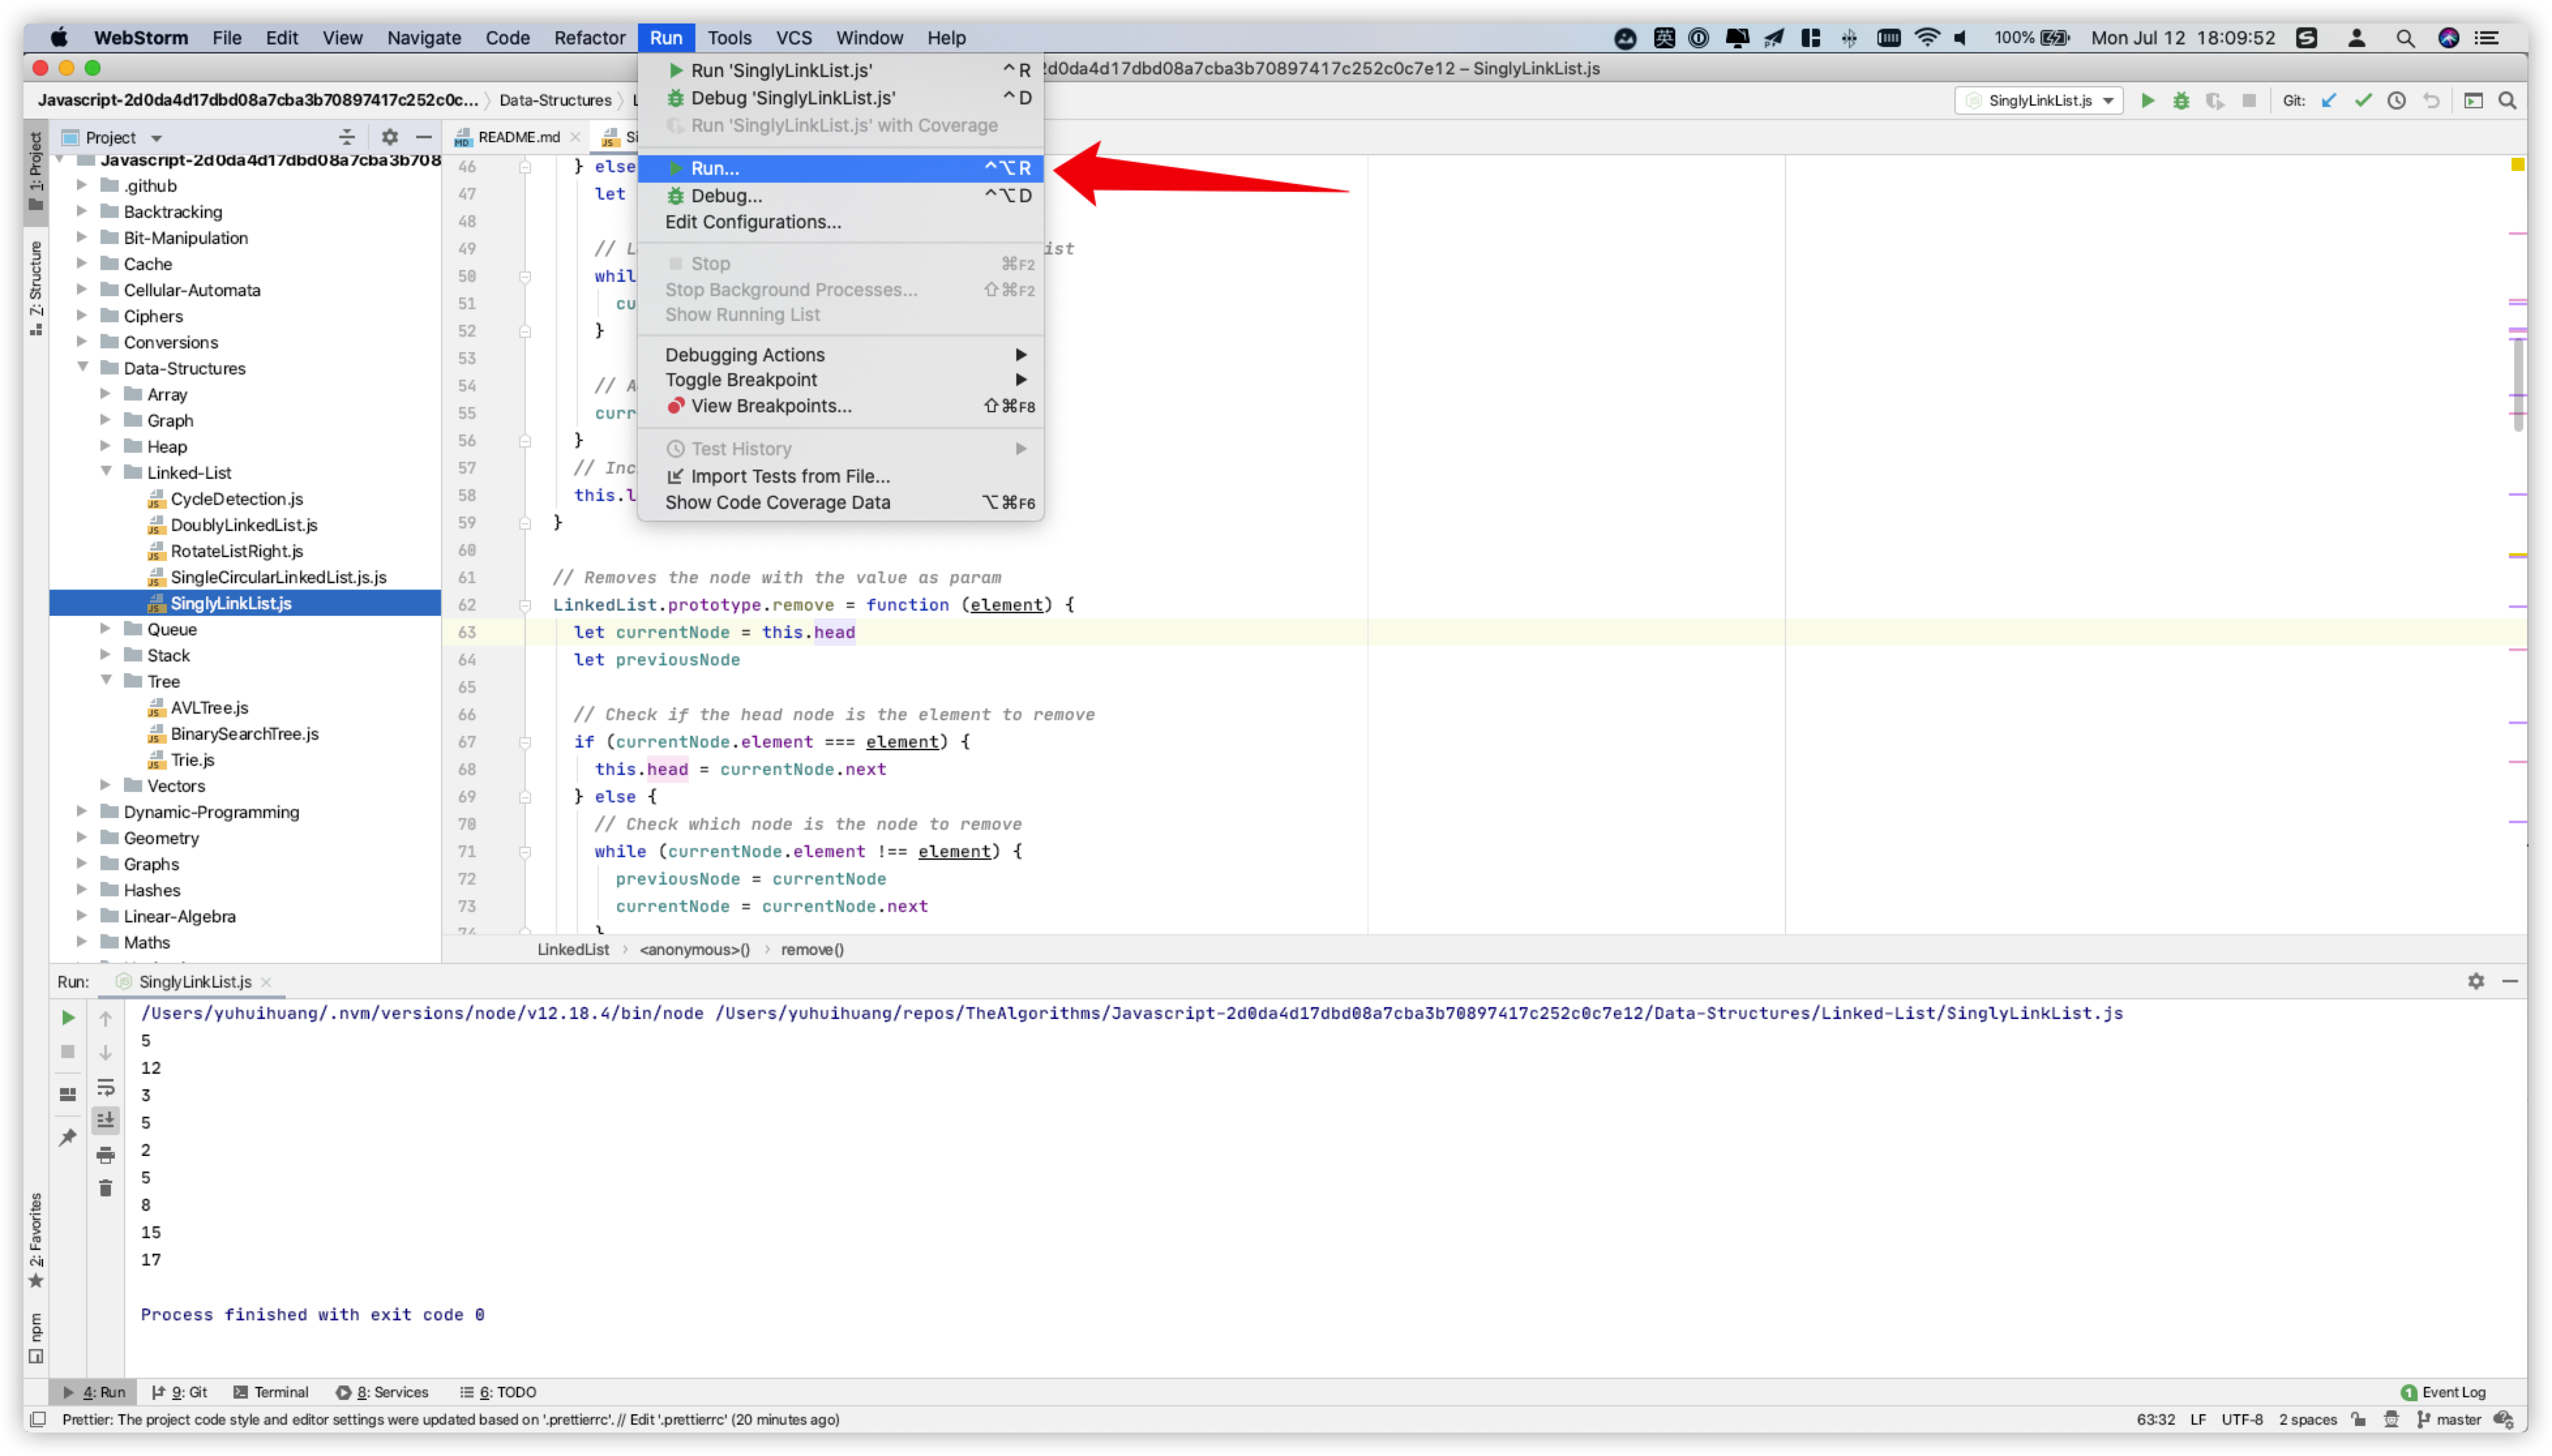 WebStorm File Edit View Navigate Code Refactor Run Tools VCS Window Help 英 100% Mon Jul 12 18:09:52
2d0da4d17dbd08a7cba3b70897417c252c0c7e12 – SinglyLinkList.js
Javascript-2d0da4d17dbd08a7cba3b70897417c252c0c... Data-Structures SinglyLinkList.js Git:
Run 'SinglyLinkList.js' ^R
Debug 'SinglyLinkList.js' ^D
Run 'SinglyLinkList.js' with Coverage
Run... ^⌥R
Debug... ^⌥D
Edit Configurations...
Stop ⌘F2
Stop Background Processes... ⇧⌘F2
Show Running List
Debugging Actions
Toggle Breakpoint
View Breakpoints... ⇧⌘F8
Test History
Import Tests from File...
Show Code Coverage Data ⌥⌘F6
1: Project
Z: Structure
2: Favorites
npm
Project
Javascript-2d0da4d17dbd08a7cba3b708
.github
Backtracking
Bit-Manipulation
Cache
Cellular-Automata
Ciphers
Conversions
Data-Structures
Array
Graph
Heap
Linked-List
CycleDetection.js
DoublyLinkedList.js
RotateListRight.js
SingleCircularLinkedList.js.js
SinglyLinkList.js
Queue
Stack
Tree
AVLTree.js
BinarySearchTree.js
Trie.js
Vectors
Dynamic-Programming
Geometry
Graphs
Hashes
Linear-Algebra
Maths
README.md Si
46 } else
47 let
48
49 // L ist
50 whil
51 cu
52 }
53
54 // A
55 curr
56 }
57 // Inc
58 this.l
59 }
60
61 // Removes the node with the value as param
62 LinkedList.prototype.remove = function (element) {
63 let currentNode = this.head
64 let previousNode
65
66 // Check if the head node is the element to remove
67 if (currentNode.element === element) {
68 this.head = currentNode.next
69 } else {
70 // Check which node is the node to remove
71 while (currentNode.element !== element) {
72 previousNode = currentNode
73 currentNode = currentNode.next
74 }
LinkedList <anonymous>() remove()
Run: SinglyLinkList.js
/Users/yuhuihuang/.nvm/versions/node/v12.18.4/bin/node /Users/yuhuihuang/repos/TheAlgorithms/Javascript-2d0da4d17dbd08a7cba3b70897417c252c0c7e12/Data-Structures/Linked-List/SinglyLinkList.js
5
12
3
5
2
5
8
15
17
Process finished with exit code 0
4: Run 9: Git Terminal 8: Services 6: TODO 1 Event Log
Prettier: The project code style and editor settings were updated based on '.prettierrc'. // Edit '.prettierrc' (20 minutes ago) 63:32 LF UTF-8 2 spaces master